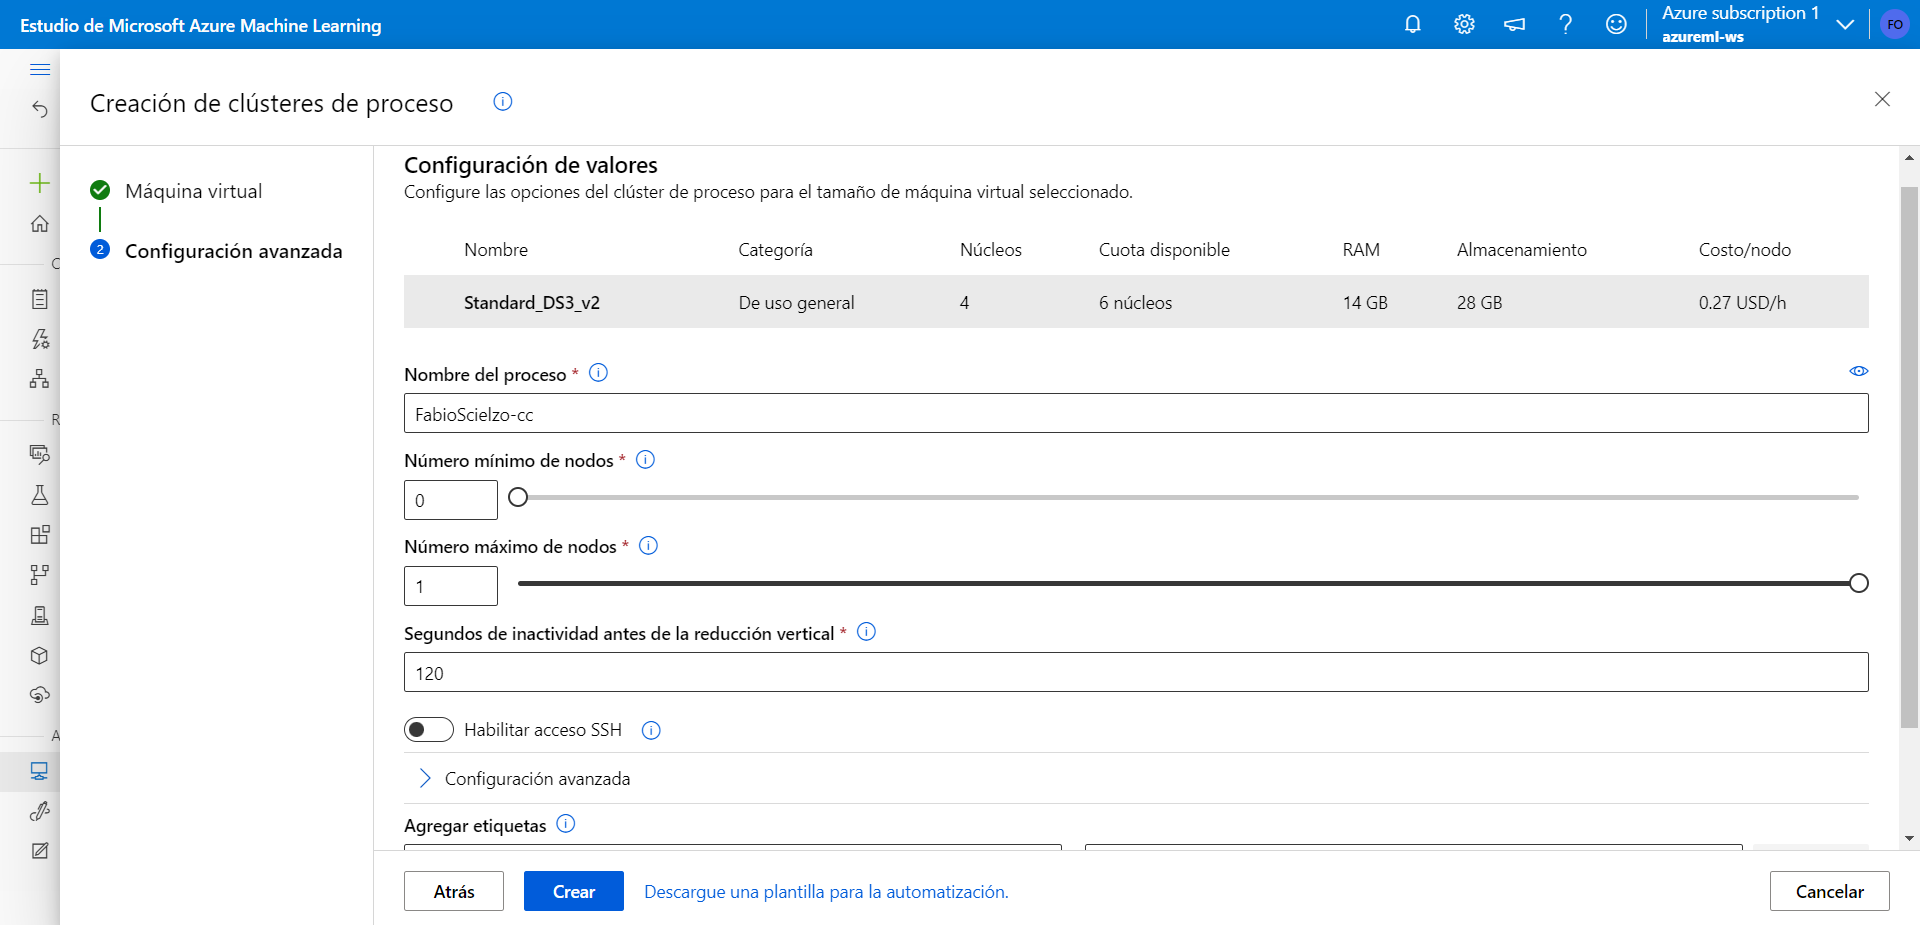 Estudio de Microsoft Azure Machine Learning
Azure subscription 1
azureml-ws
FO
Creación de clústeres de proceso
Máquina virtual
2 Configuración avanzada
Configuración de valores
Configure las opciones del clúster de proceso para el tamaño de máquina virtual seleccionado.
Nombre Categoría Núcleos Cuota disponible RAM Almacenamiento Costo/nodo
Standard_DS3_v2 De uso general 4 6 núcleos 14 GB 28 GB 0.27 USD/h
Nombre del proceso *
FabioScielzo-cc
Número mínimo de nodos *
0
Número máximo de nodos *
1
Segundos de inactividad antes de la reducción vertical *
120
Habilitar acceso SSH
Configuración avanzada
Agregar etiquetas
Atrás Crear Descargue una plantilla para la automatización. Cancelar